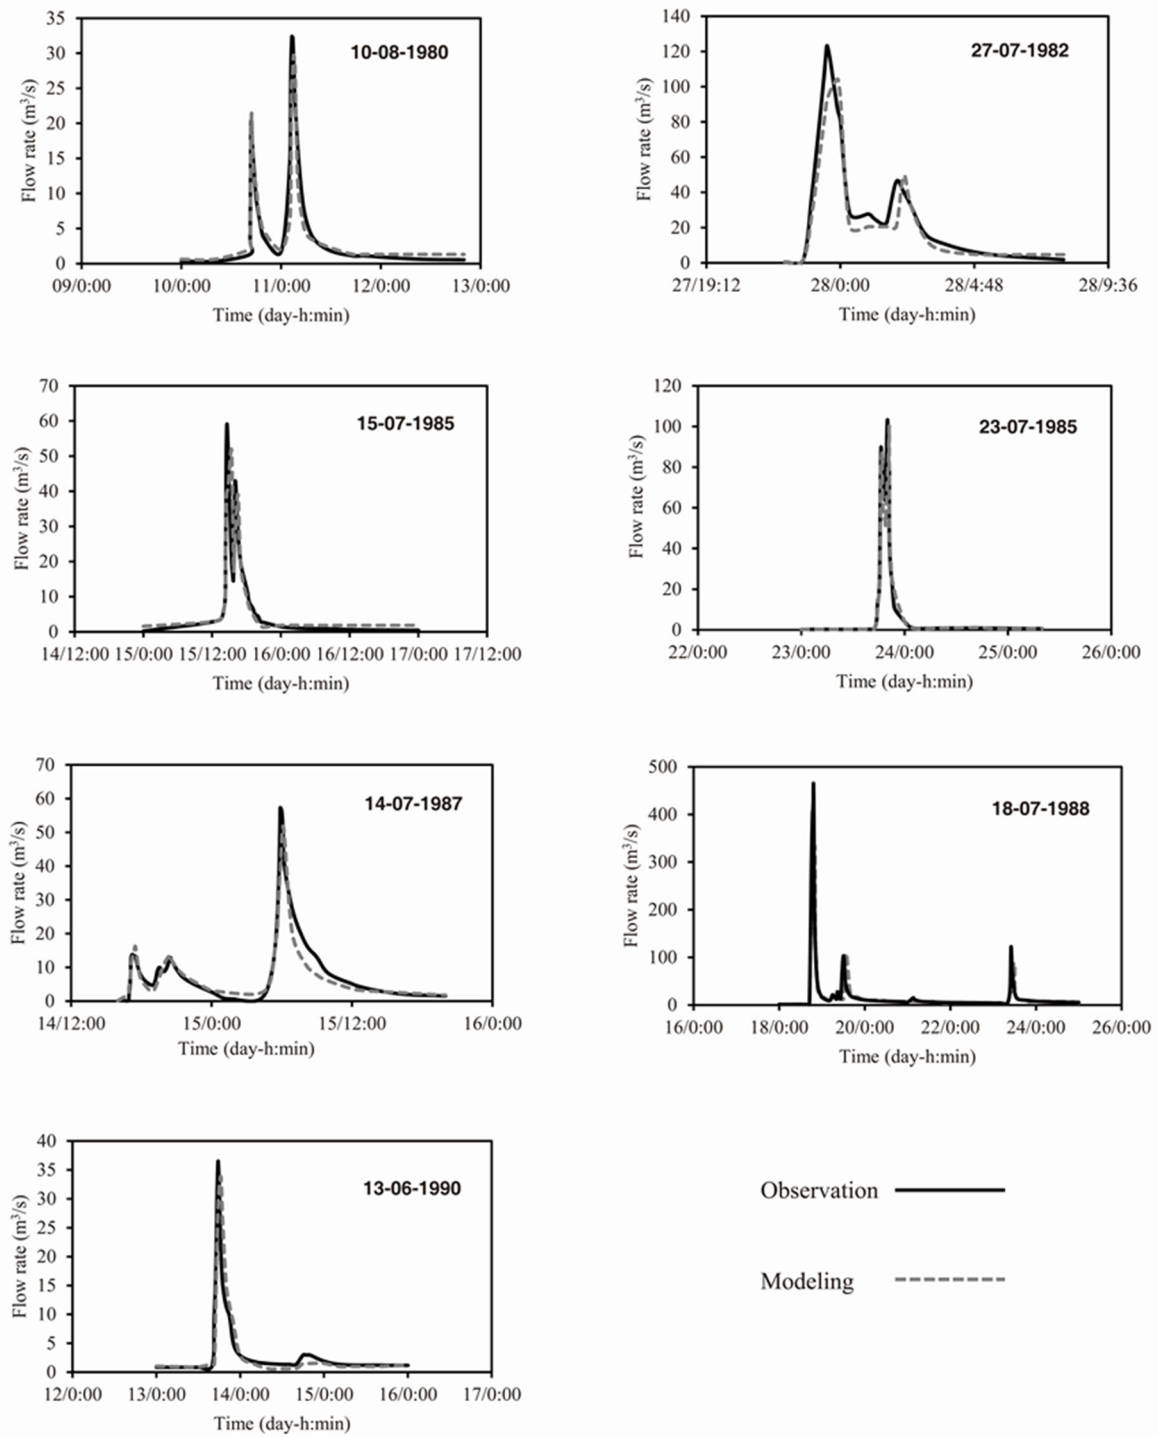 35
30
25
20
15
10
5
0
Flow rate (m³/s)
10-08-1980
09/0:00 10/0:00 11/0:00 12/0:00 13/0:00
Time (day-h:min)
140
120
100
80
60
40
20
0
Flow rate (m³/s)
27-07-1982
27/19:12 28/0:00 28/4:48 28/9:36
Time (day-h:min)
70
60
50
40
30
20
10
0
Flow rate (m³/s)
15-07-1985
14/12:00 15/0:00 15/12:00 16/0:00 16/12:00 17/0:00 17/12:00
Time (day-h:min)
120
100
80
60
40
20
0
Flow rate (m³/s)
23-07-1985
22/0:00 23/0:00 24/0:00 25/0:00 26/0:00
Time (day-h:min)
70
60
50
40
30
20
10
0
Flow rate (m³/s)
14-07-1987
14/12:00 15/0:00 15/12:00 16/0:00
Time (day-h:min)
500
400
300
200
100
0
Flow rate (m³/s)
18-07-1988
16/0:00 18/0:00 20/0:00 22/0:00 24/0:00 26/0:00
Time (day-h:min)
40
35
30
25
20
15
10
5
0
Flow rate (m³/s)
13-06-1990
12/0:00 13/0:00 14/0:00 15/0:00 16/0:00 17/0:00
Time (day-h:min)
Observation
Modeling